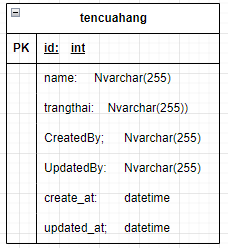 tencuahang
PK id: int
name: Nvarchar(255)
trangthai: Nvarchar(255))
CreatedBy; Nvarchar(255)
UpdatedBy: Nvarchar(255)
create_at: datetime
updated_at; datetime